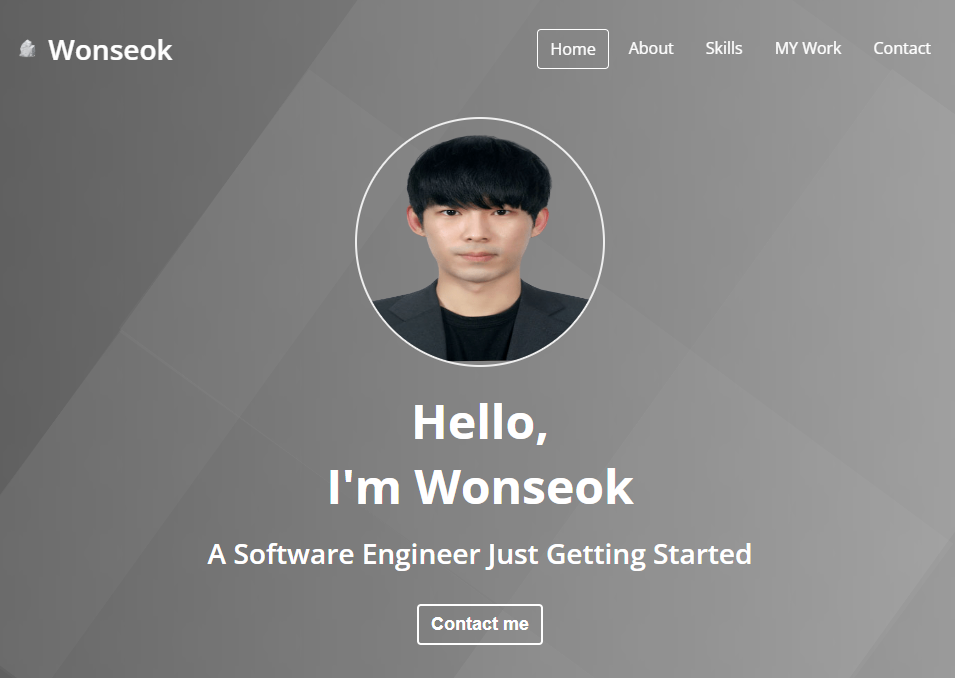 Wonseok
Home About Skills MY Work Contact
Hello,
I'm Wonseok
A Software Engineer Just Getting Started
Contact me